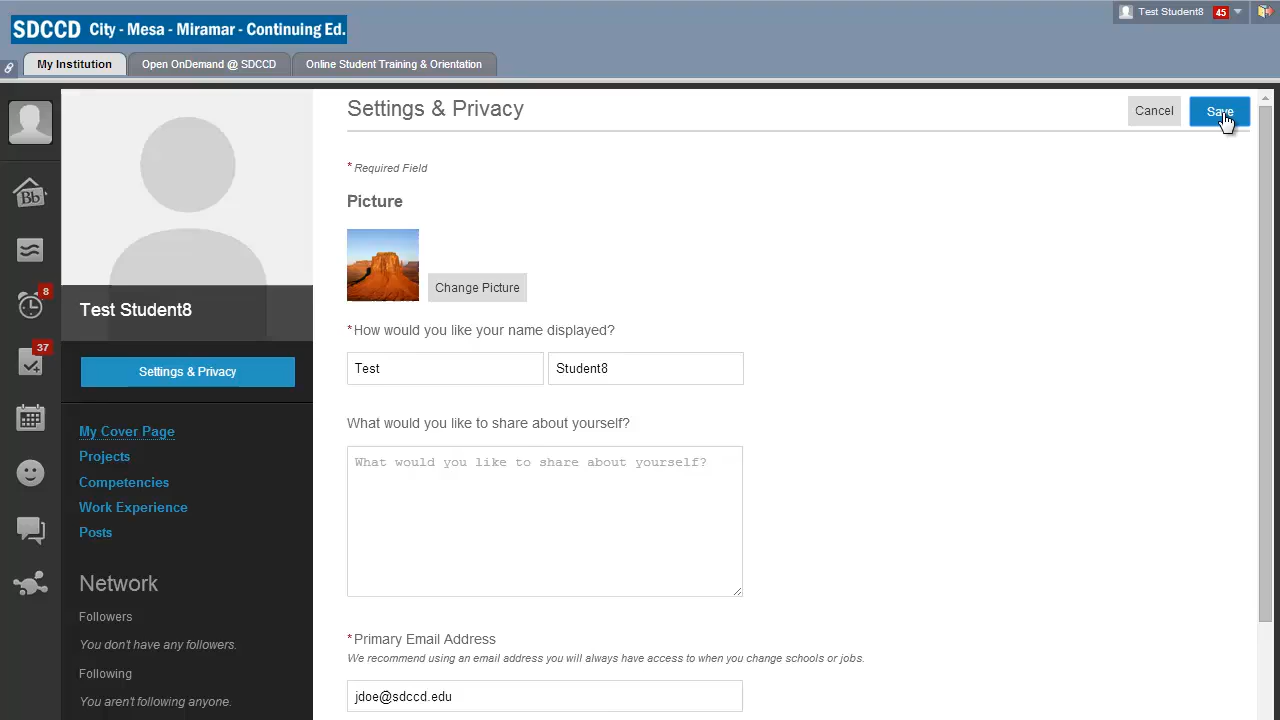 SDCCD City - Mesa - Miramar - Continuing Ed.
Test Student8 45
My Institution
Open OnDemand @ SDCCD
Online Student Training & Orientation
Settings & Privacy
Cancel
Save
* Required Field
Picture
Change Picture
*How would you like your name displayed?
Test
Student8
What would you like to share about yourself?
What would you like to share about yourself?
*Primary Email Address
We recommend using an email address you will always have access to when you change schools or jobs.
jdoe@sdccd.edu
Bb
8
37
Test Student8
Settings & Privacy
My Cover Page
Projects
Competencies
Work Experience
Posts
Network
Followers
You don't have any followers.
Following
You aren't following anyone.